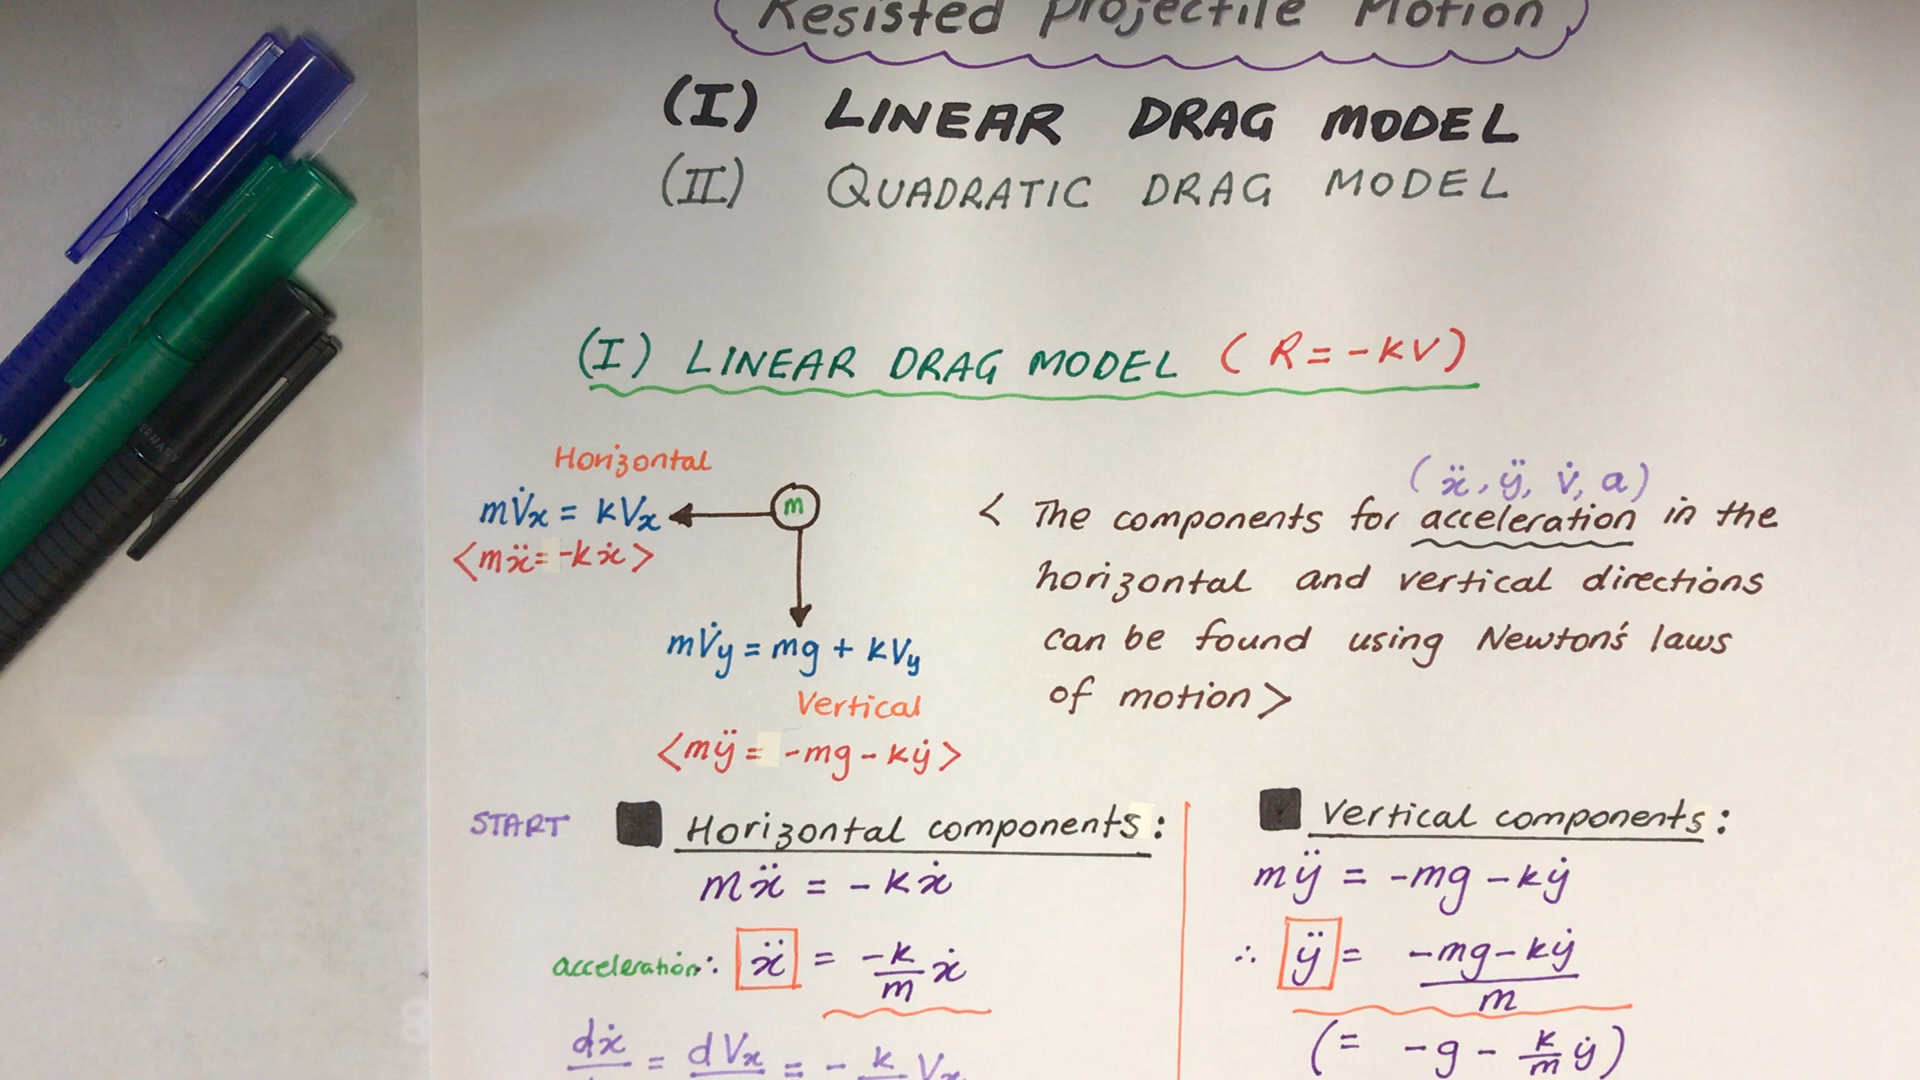 Resisted Projectile Motion
(I) LINEAR DRAG MODEL
(II) QUADRATIC DRAG MODEL
(I) LINEAR DRAG MODEL (R = -KV)
Horizontal
mV̇x = KVx
<mẍ = -kẋ>
m
mV̇y = mg + KVy
Vertical
<mÿ = -mg - kẏ>
(ẍ, ÿ, v̇, a)
< The components for acceleration in the
horizontal and vertical directions
can be found using Newton's laws
of motion >
START
Horizontal components:
mẍ = -kẋ
acceleration ∴ ẍ = -k/m ẋ
dẋ = dVx = - k Vx
Vertical components:
mÿ = -mg - kẏ
∴ ÿ = -mg - kẏ / m
(= -g - k/m ẏ)